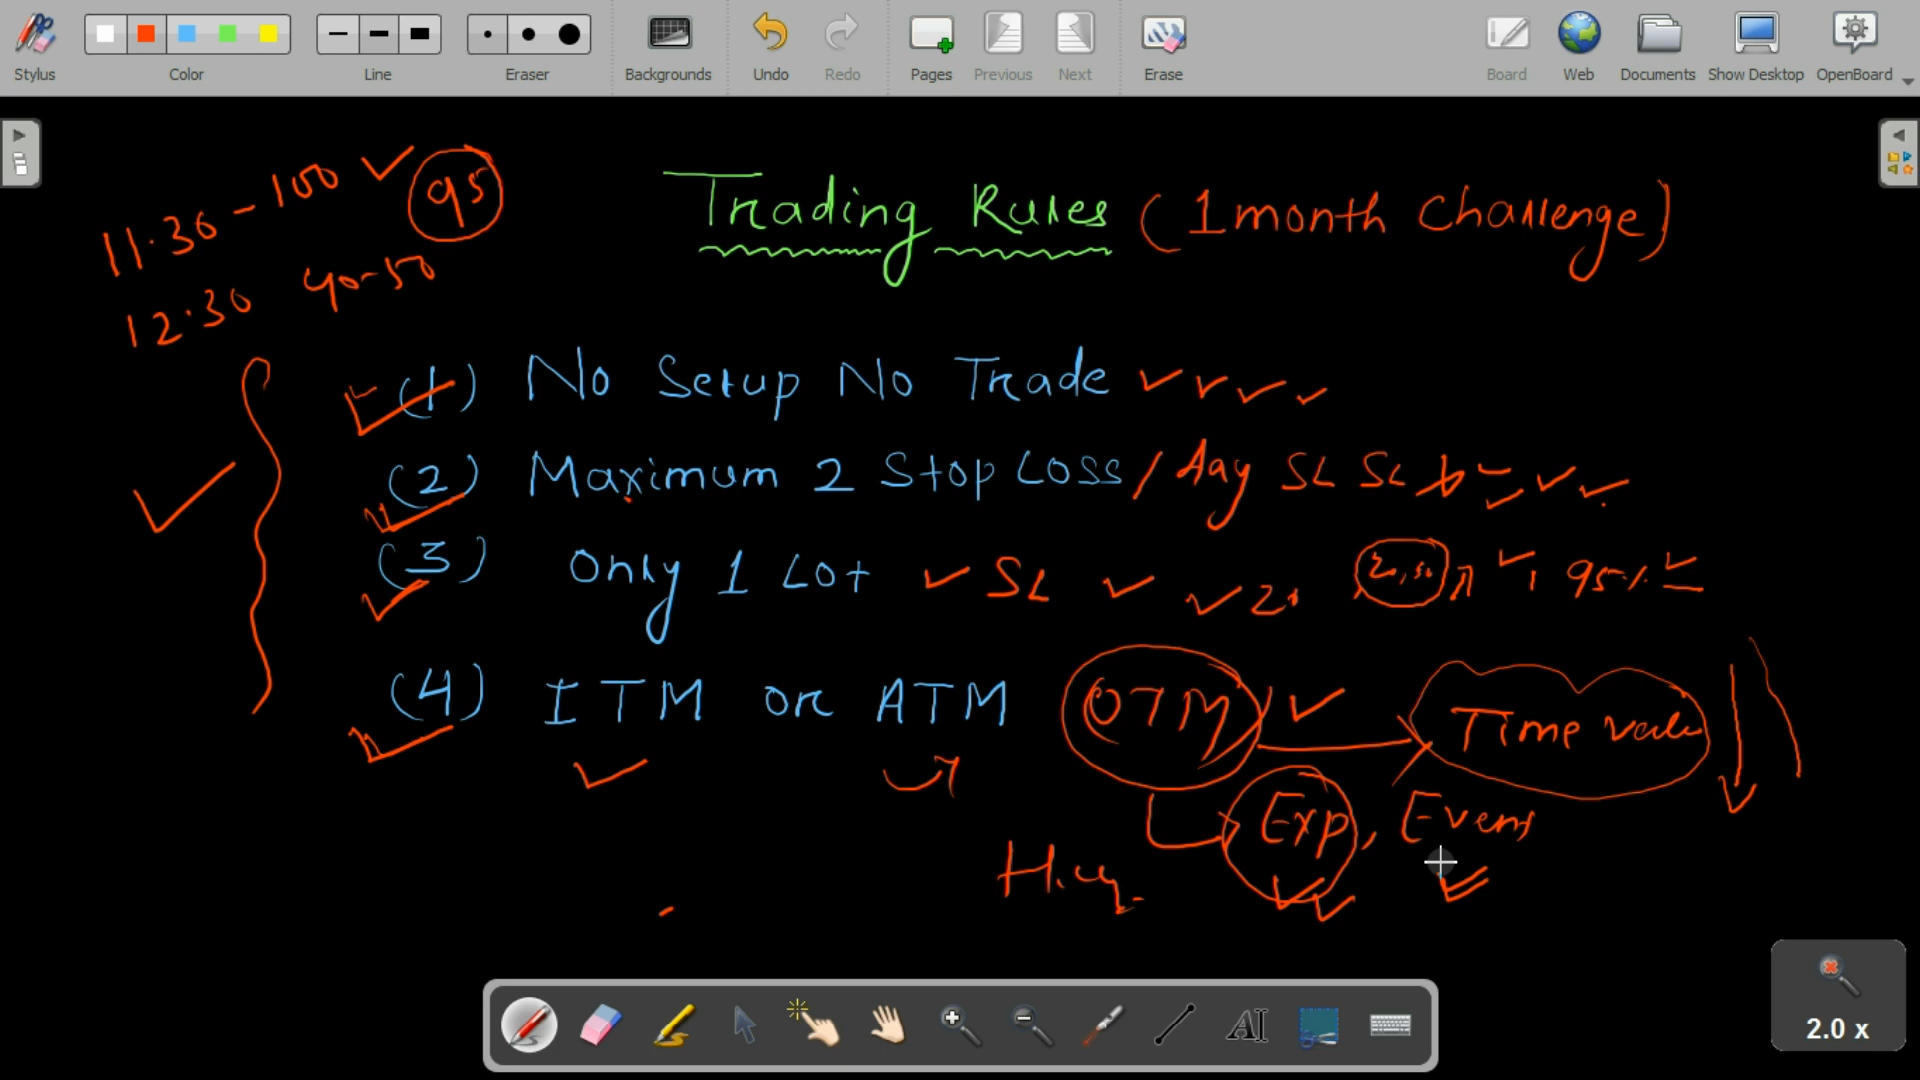 Stylus Color Line Eraser Backgrounds Undo Redo Pages Previous Next Erase Board Web Documents Show Desktop OpenBoard
11.30 - 100 95
12.30 40-50
Trading Rules (1 month Challenge)
(1) No Setup No Trade
(2) Maximum 2 Stop Loss / day SL SL
(3) Only 1 Lot SL 95%
(4) ITM or ATM OTM Time
Exp, Event
2.0 x